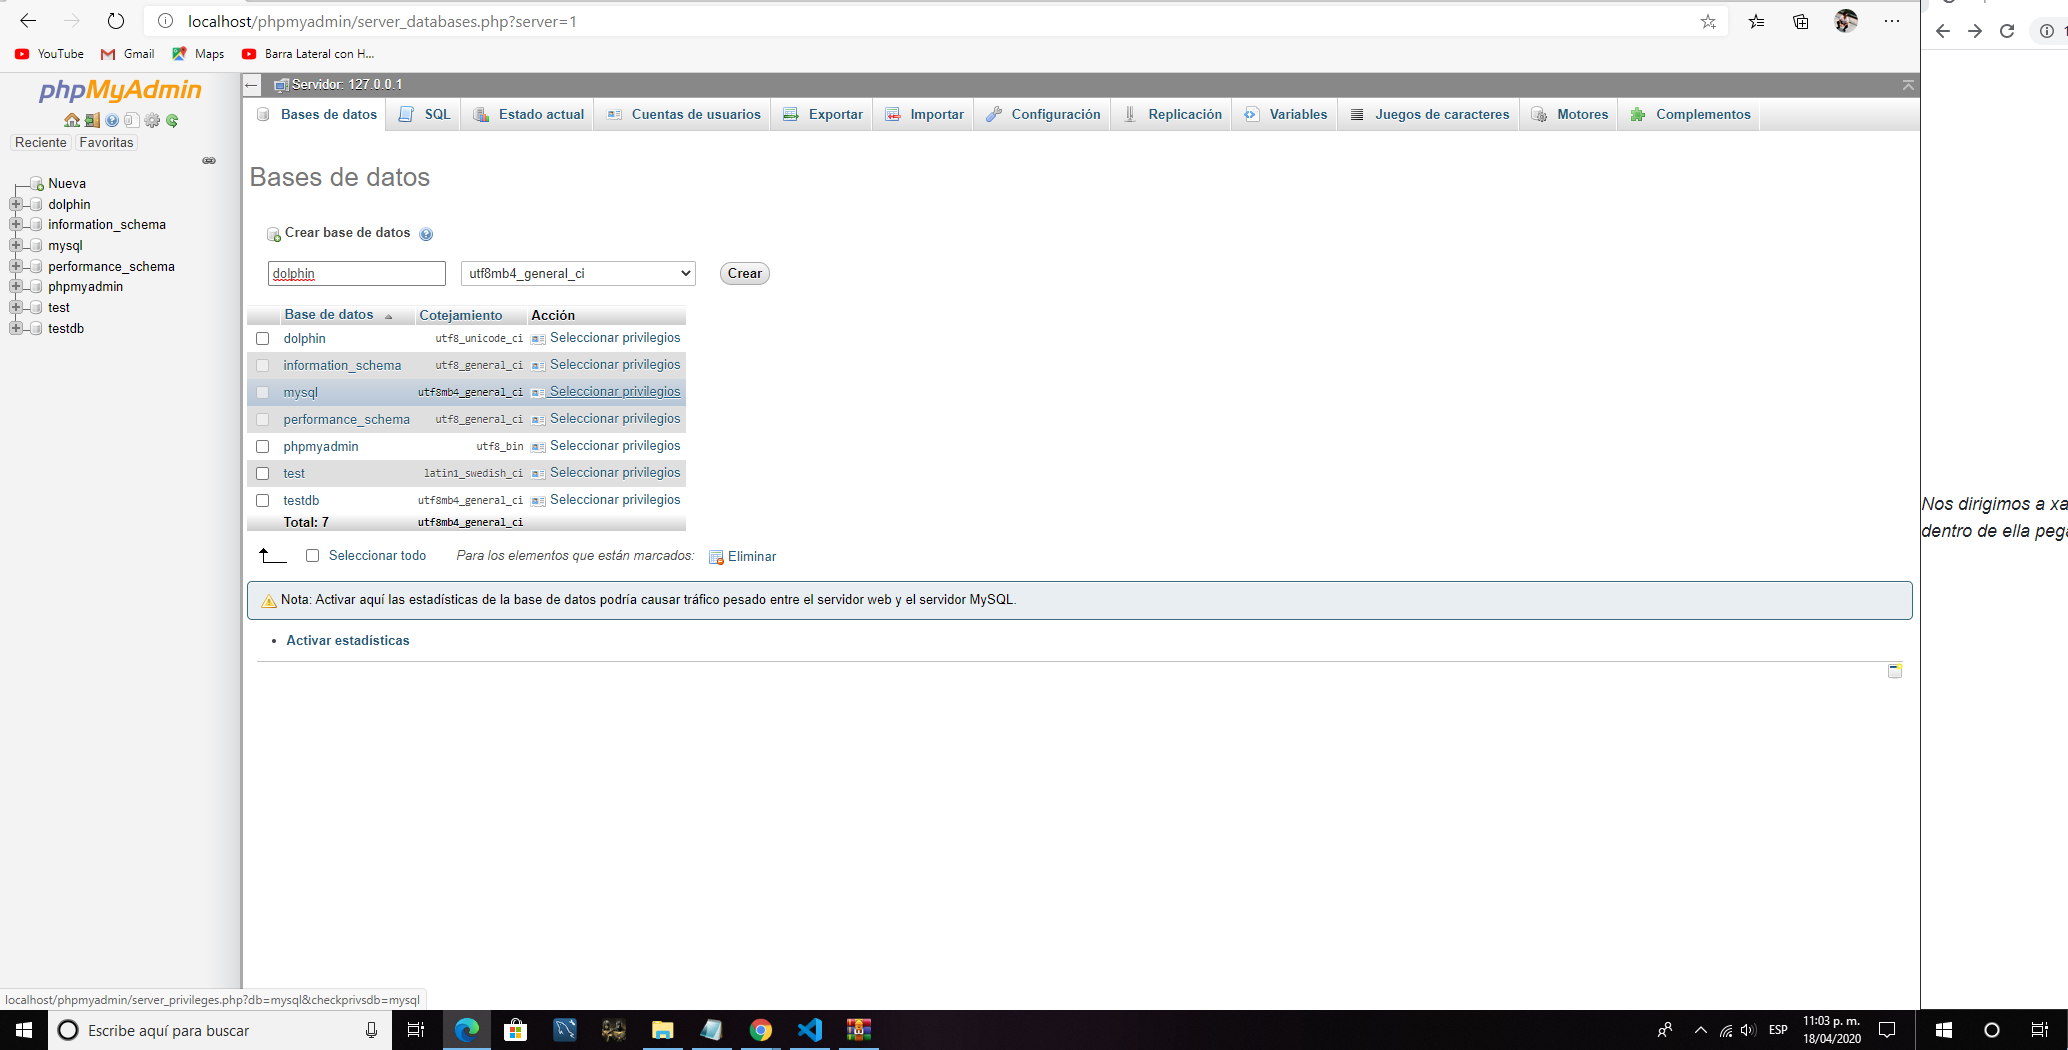 localhost/phpmyadmin/server_databases.php?server=1
YouTube
Gmail
Maps
Barra Lateral con H...
phpMyAdmin
Reciente
Favoritas
Nueva
dolphin
information_schema
mysql
performance_schema
phpmyadmin
test
testdb
Servidor: 127.0.0.1
Bases de datos
SQL
Estado actual
Cuentas de usuarios
Exportar
Importar
Configuración
Replicación
Variables
Juegos de caracteres
Motores
Complementos
Bases de datos
Crear base de datos
dolphin
utf8mb4_general_ci
Crear
Base de datos Cotejamiento Acción
dolphin utf8_unicode_ci Seleccionar privilegios
information_schema utf8_general_ci Seleccionar privilegios
mysql utf8mb4_general_ci Seleccionar privilegios
performance_schema utf8_general_ci Seleccionar privilegios
phpmyadmin utf8_bin Seleccionar privilegios
test latin1_swedish_ci Seleccionar privilegios
testdb utf8mb4_general_ci Seleccionar privilegios
Total: 7 utf8mb4_general_ci
Seleccionar todo
Para los elementos que están marcados:
Eliminar
Nota: Activar aquí las estadísticas de la base de datos podría causar tráfico pesado entre el servidor web y el servidor MySQL.
Activar estadísticas
Nos dirigimos a xa
dentro de ella pega
localhost/phpmyadmin/server_privileges.php?db=mysql&checkprivsdb=mysql
Escribe aquí para buscar
ESP
11:03 p. m.
18/04/2020